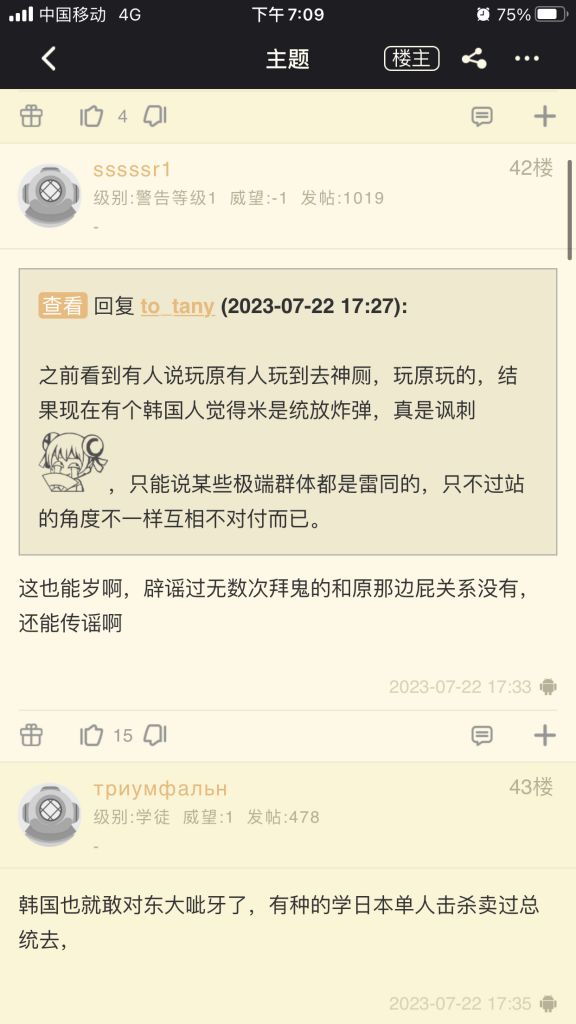 中国移动 4G 下午7:09 75%
主题 楼主
4
sssssr1 42楼
级别:警告等级1 威望:-1 发帖:1019
-
查看 回复 to_tany (2023-07-22 17:27):
之前看到有人说玩原有人玩到去神厕，玩原玩的，结
果现在有个韩国人觉得米是统放炸弹，真是讽刺
，只能说某些极端群体都是雷同的，只不过站
的角度不一样互相不对付而已。
这也能岁啊，辟谣过无数次拜鬼的和原那边屁关系没有，
还能传谣啊
2023-07-22 17:33
15
триумфальн 43楼
级别:学徒 威望:1 发帖:478
-
韩国也就敢对东大呲牙了，有种的学日本单人击杀卖过总
统去，
2023-07-22 17:35